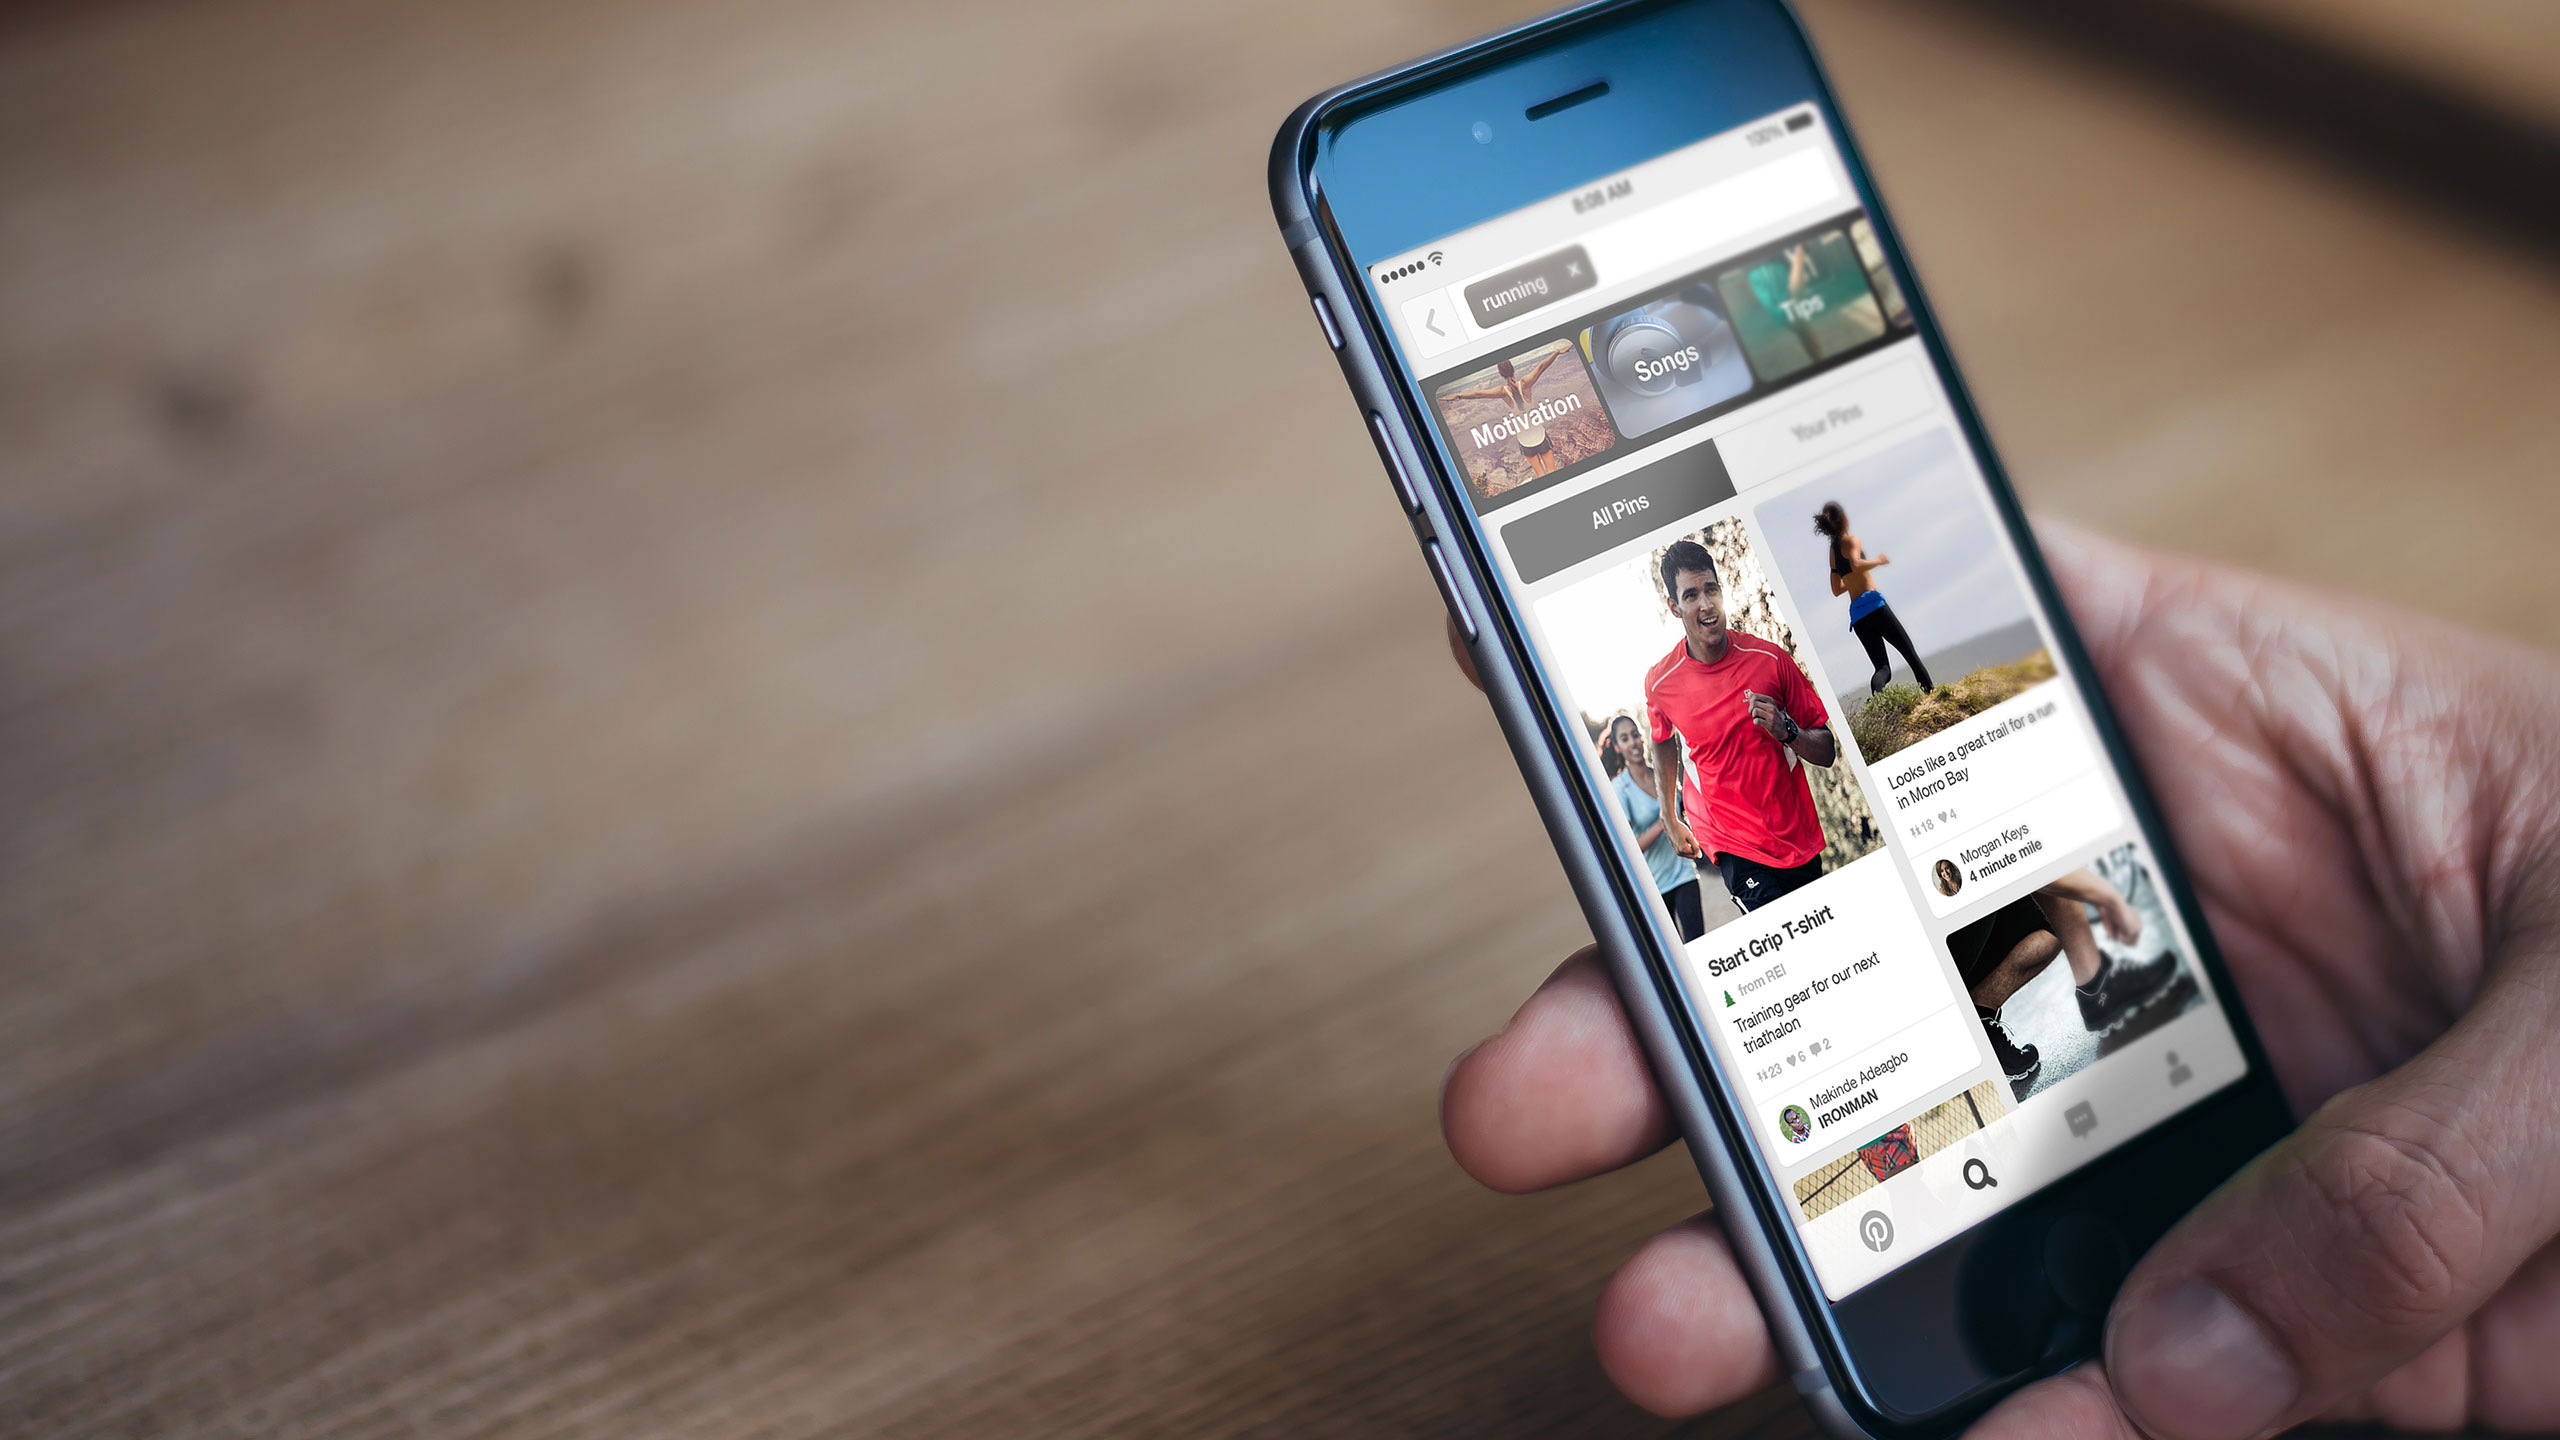 100%
8:08 AM
running
Motivation
Songs
Tips
All Pins
Your Pins
Start Grip T-shirt
from REI
Training gear for our next
triathalon
23 6 2
Makinde Adeagbo
IRONMAN
Looks like a great trail for a run
in Morro Bay
18 4
Morgan Keys
4 minute mile